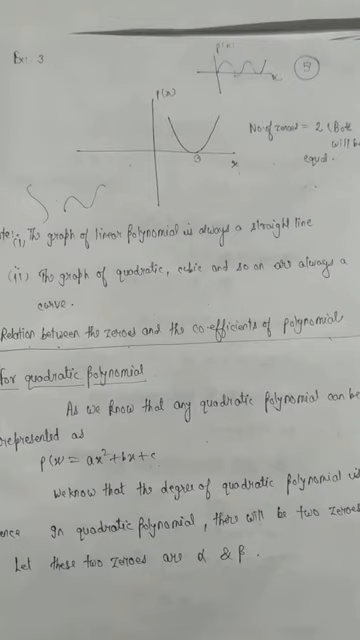 Ex: 3
p(x)
x
5
p(x)
x
No. of zeroes = 2 (Both
will be
equal.
(i) The graph of linear polynomial is always a straight line
(ii) The graph of quadratic, cubic and so on are always a
curve.
Relation between the zeroes and the co-efficients of polynomial
For quadratic polynomial
As we know that any quadratic polynomial can be
represented as
p(x) = ax²+bx+c
We know that the degree of quadratic polynomial is
In quadratic polynomial, there will be two zeroes
Let these two zeroes are α & β.